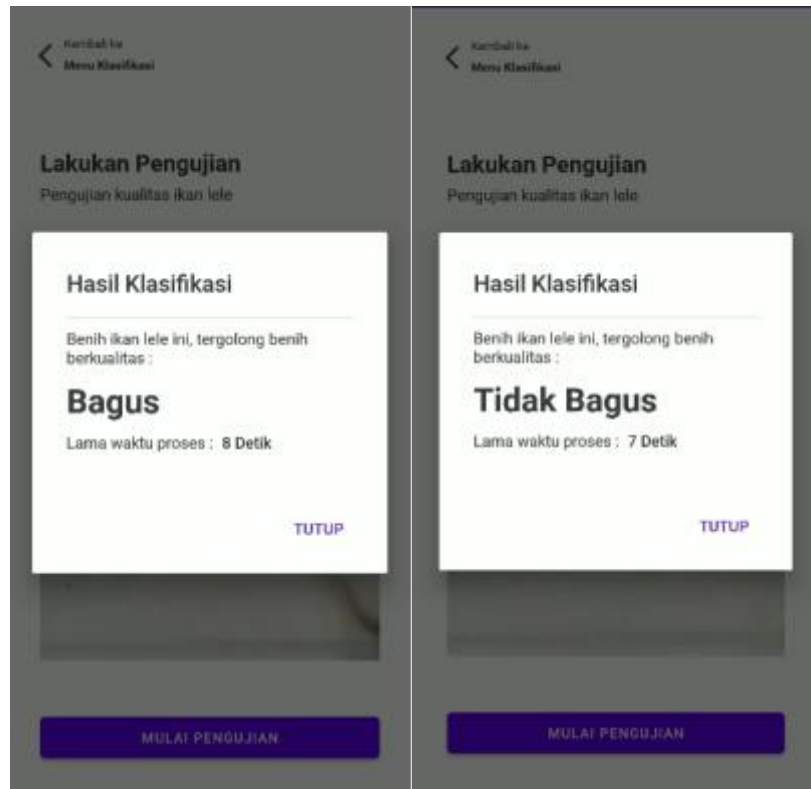 Kembali ke
Menu Klasifikasi
Lakukan Pengujian
Pengujian kualitas ikan lele
Hasil Klasifikasi
Benih ikan lele ini, tergolong benih
berkualitas :
Bagus
Lama waktu proses : 8 Detik
TUTUP
MULAI PENGUJIAN
Kembali ke
Menu Klasifikasi
Lakukan Pengujian
Pengujian kualitas ikan lele
Hasil Klasifikasi
Benih ikan lele ini, tergolong benih
berkualitas :
Tidak Bagus
Lama waktu proses : 7 Detik
TUTUP
MULAI PENGUJIAN